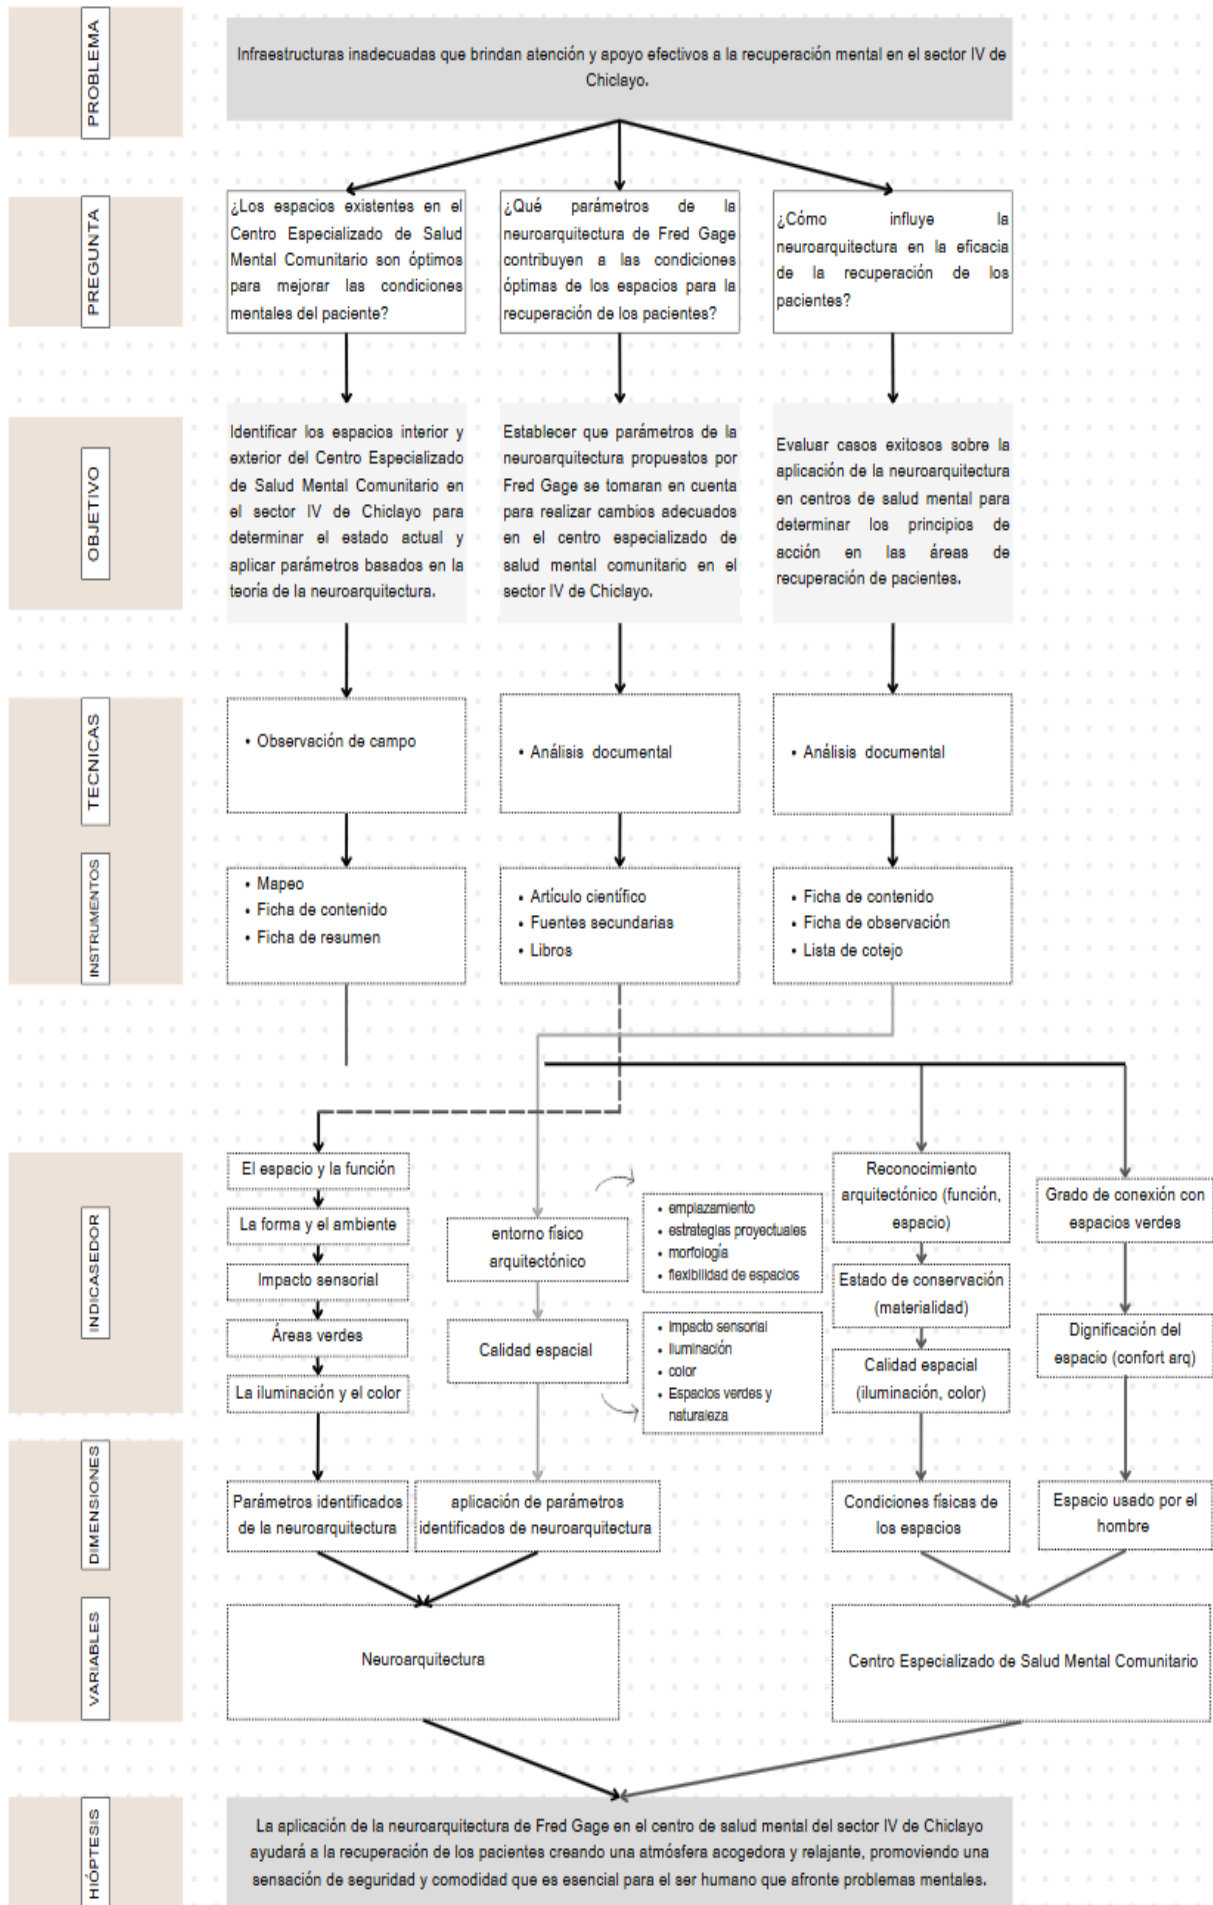 PROBLEMA
Infraestructuras inadecuadas que brindan atención y apoyo efectivos a la recuperación mental en el sector IV de
Chiclayo.
PREGUNTA
¿Los espacios existentes en el
Centro Especializado de Salud
Mental Comunitario son óptimos
para mejorar las condiciones
mentales del paciente?
¿Qué parámetros de la
neuroarquitectura de Fred Gage
contribuyen a las condiciones
óptimas de los espacios para la
recuperación de los pacientes?
¿Cómo influye la
neuroarquitectura en la eficacia
de la recuperación de los
pacientes?
OBJETIVO
Identificar los espacios interior y
exterior del Centro Especializado
de Salud Mental Comunitario en
el sector IV de Chiclayo para
determinar el estado actual y
aplicar parámetros basados en la
teoría de la neuroarquitectura.
Establecer que parámetros de la
neuroarquitectura propuestos por
Fred Gage se tomaran en cuenta
para realizar cambios adecuados
en el centro especializado de
salud mental comunitario en el
sector IV de Chiclayo.
Evaluar casos exitosos sobre la
aplicación de la neuroarquitectura
en centros de salud mental para
determinar los principios de
acción en las áreas de
recuperación de pacientes.
TECNICAS
• Observación de campo
• Análisis documental
• Análisis documental
INSTRUMENTOS
• Mapeo
• Ficha de contenido
• Ficha de resumen
• Artículo científico
• Fuentes secundarias
• Libros
• Ficha de contenido
• Ficha de observación
• Lista de cotejo
INDICASEDOR
El espacio y la función
La forma y el ambiente
Impacto sensorial
Áreas verdes
La iluminación y el color
entorno físico
arquitectónico
Calidad espacial
• emplazamiento
• estrategias proyectuales
• morfología
• flexibilidad de espacios
• Impacto sensorial
• iluminación
• color
• Espacios verdes y
naturaleza
Reconocimiento
arquitectónico (función,
espacio)
Estado de conservación
(materialidad)
Calidad espacial
(iluminación, color)
Grado de conexión con
espacios verdes
Dignificación del
espacio (confort arq)
DIMENSIONES
Parámetros identificados
de la neuroarquitectura
aplicación de parámetros
identificados de neuroarquitectura
Condiciones físicas de
los espacios
Espacio usado por el
hombre
VARIABLES
Neuroarquitectura
Centro Especializado de Salud Mental Comunitario
HIÓPTESIS
La aplicación de la neuroarquitectura de Fred Gage en el centro de salud mental del sector IV de Chiclayo
ayudará a la recuperación de los pacientes creando una atmósfera acogedora y relajante, promoviendo una
sensación de seguridad y comodidad que es esencial para el ser humano que afronte problemas mentales.